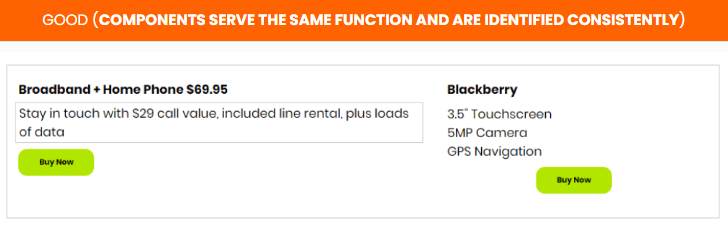 GOOD (COMPONENTS SERVE THE SAME FUNCTION AND ARE IDENTIFIED CONSISTENTLY)
Broadband + Home Phone $69.95
Stay in touch with $29 call value, included line rental, plus loads
of data
Buy Now
Blackberry
3.5" Touchscreen
5MP Camera
GPS Navigation
Buy Now